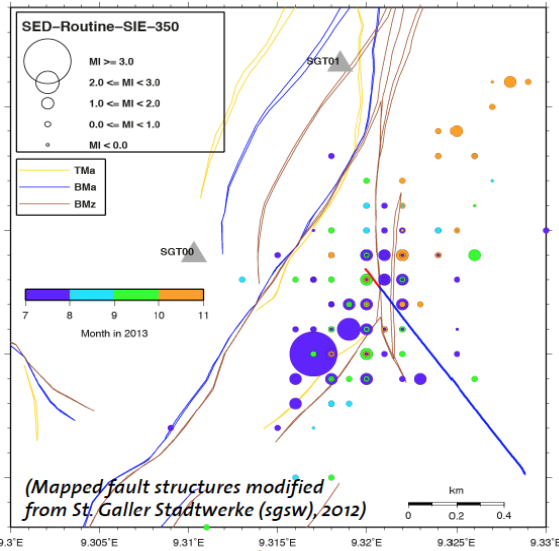 SED-Routine-SIE-350
Ml >= 3.0
2.0 <= Ml < 3.0
1.0 <= Ml < 2.0
0.0 <= Ml < 1.0
Ml < 0.0
TMa
BMa
BMz
SGT01
SGT00
7 8 9 10 11
Month in 2013
(Mapped fault structures modified
from St. Galler Stadtwerke (sgsw), 2012)
km
0 0.2 0.4
9.3°E 9.305°E 9.31°E 9.315°E 9.32°E 9.325°E 9.33°E